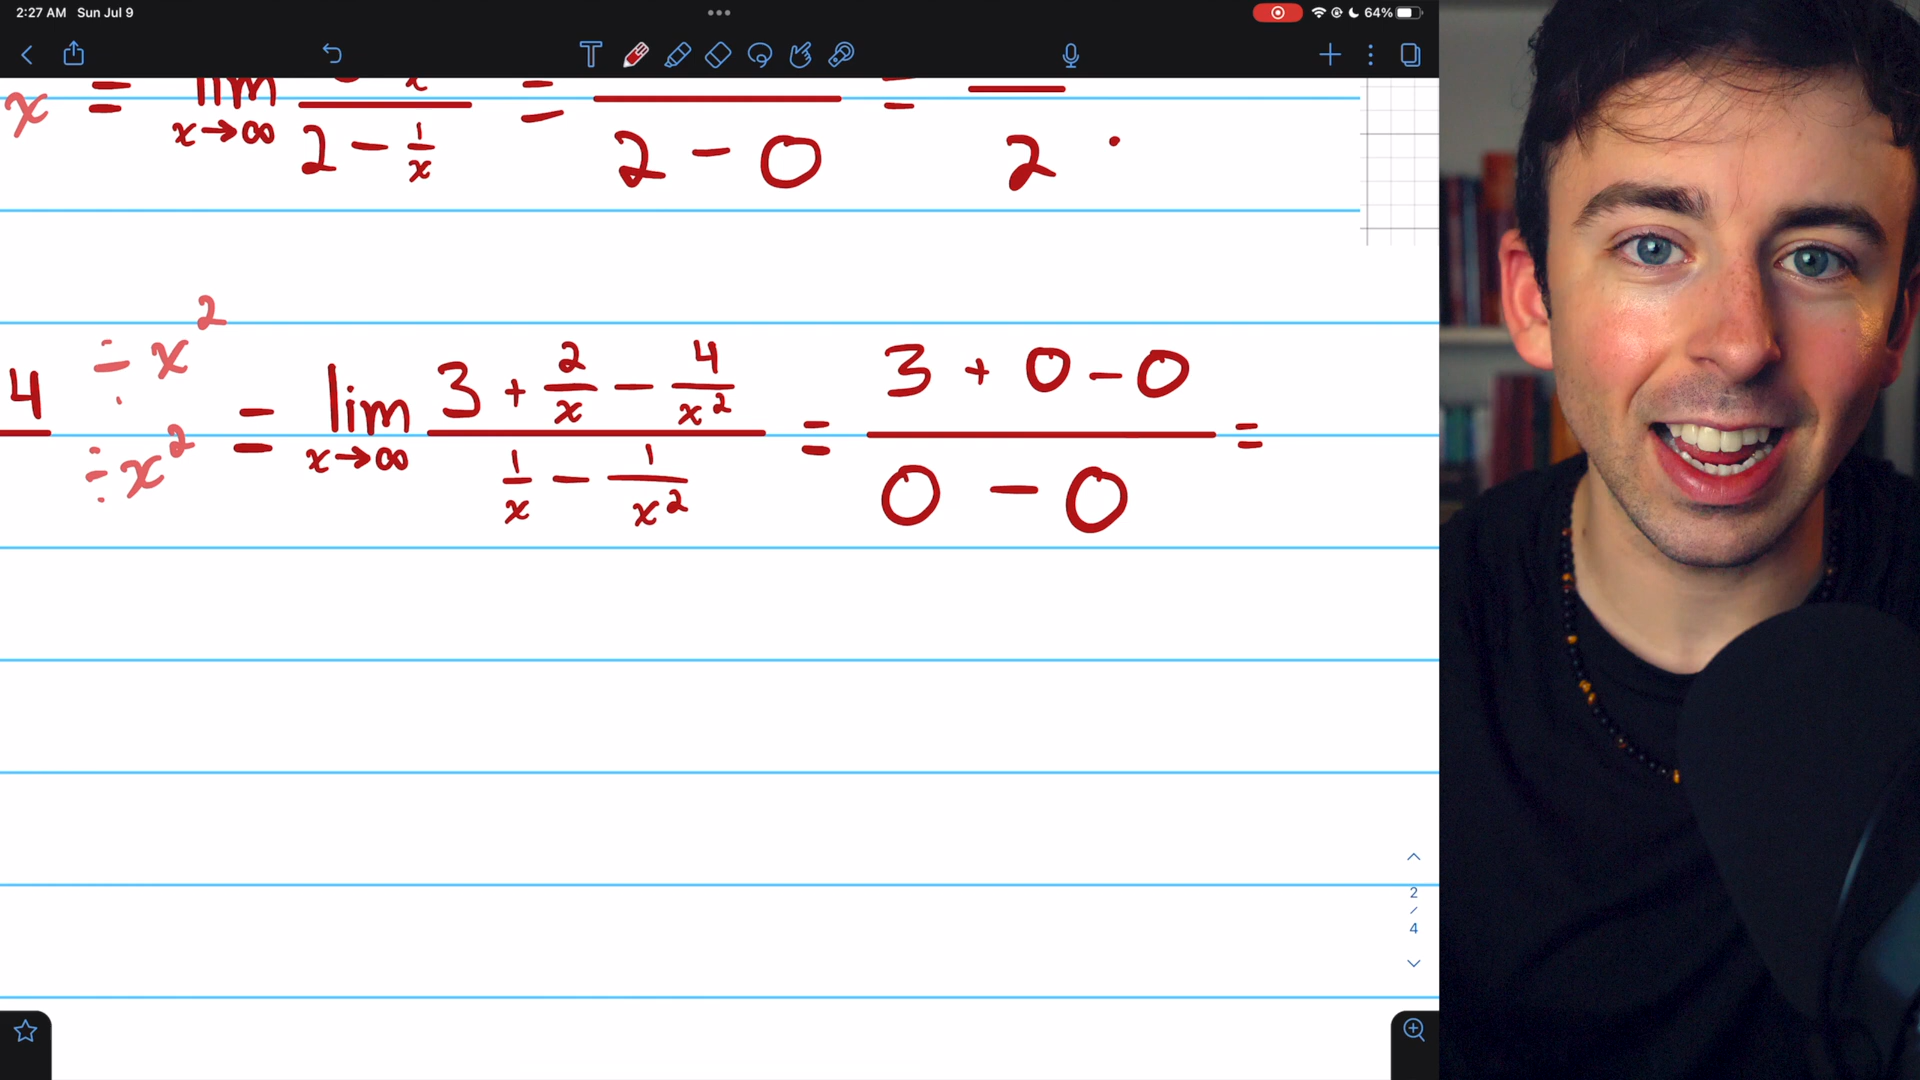 2:27 AM Sun Jul 9
64%
x = lim x→∞ 2 - 1/x = 2 - 0 = 2 .
4 ÷ x² ÷ x² = lim x→∞ (3 + 2/x - 4/x²)/(1/x - 1/x²) = (3 + 0 - 0)/(0 - 0) =
2
/
4